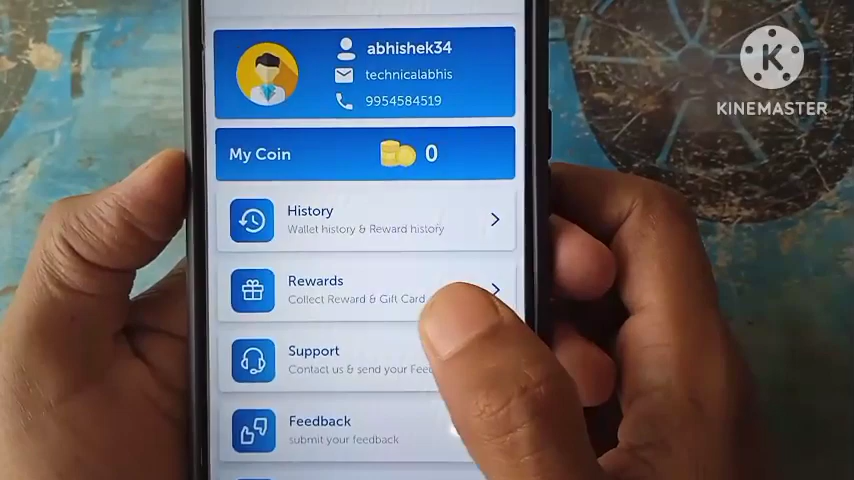 abhishek34
technicalabhis
9954584519
My Coin
0
History
Wallet history & Reward history
Rewards
Collect Reward & Gift Card
Support
Contact us & send your
Feedback
submit your feedback
K
KINEMASTER